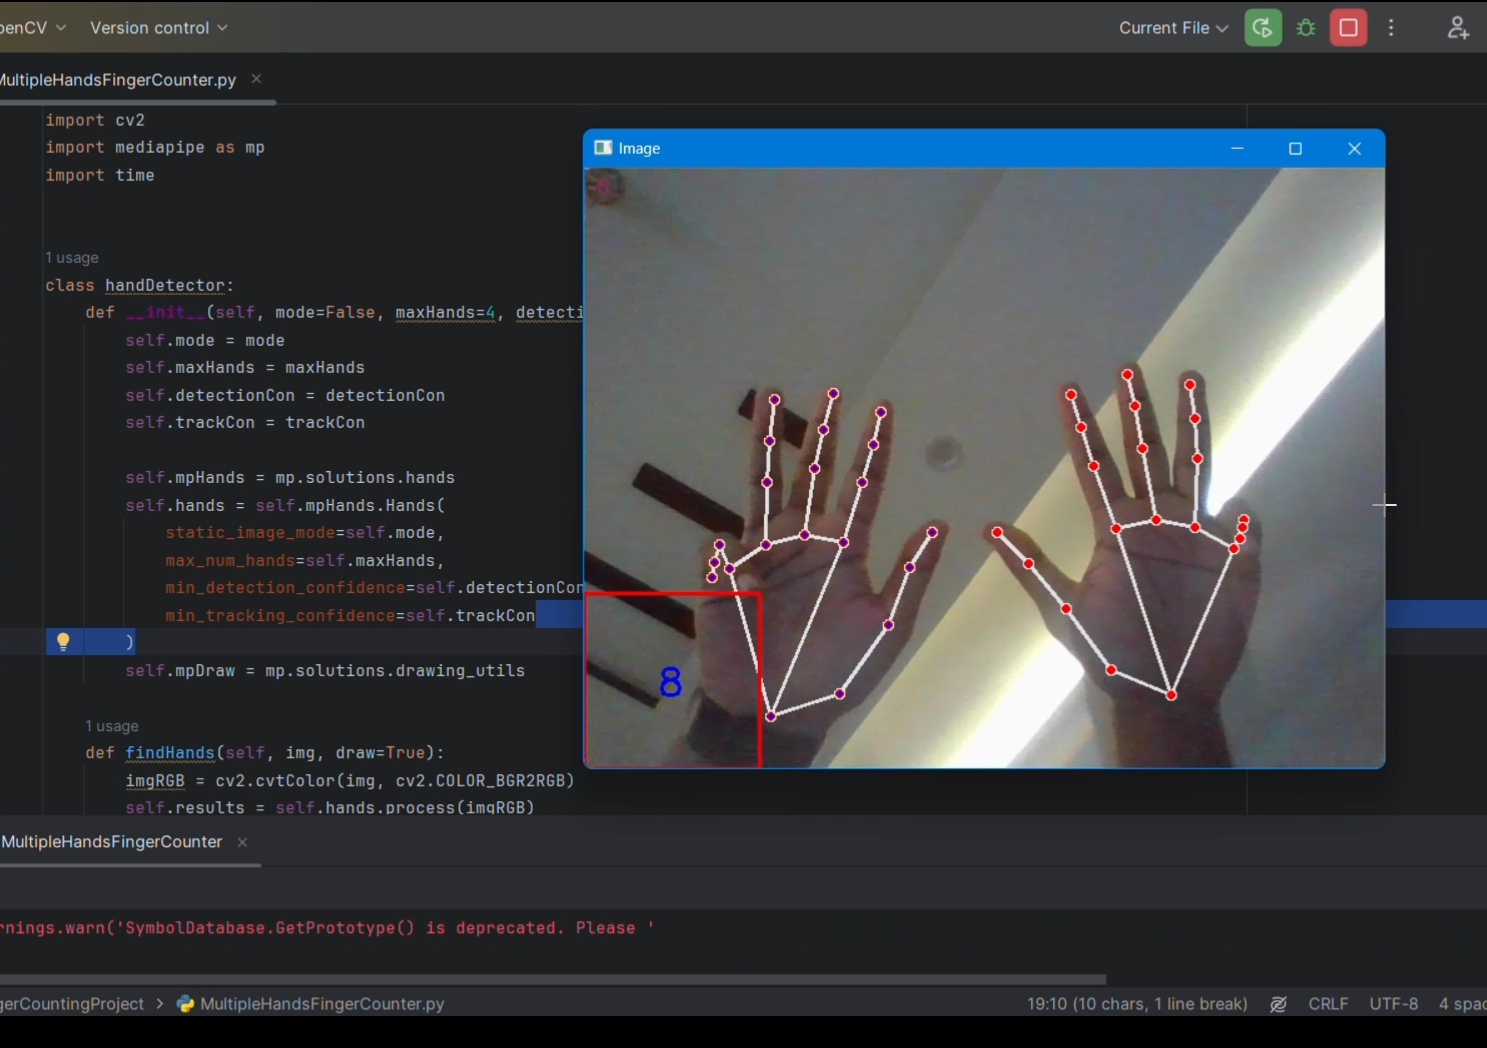 penCV Version control Current File
MultipleHandsFingerCounter.py
import cv2
import mediapipe as mp
import time
1 usage
class handDetector:
def __init__(self, mode=False, maxHands=4, detecti
self.mode = mode
self.maxHands = maxHands
self.detectionCon = detectionCon
self.trackCon = trackCon
self.mpHands = mp.solutions.hands
self.hands = self.mpHands.Hands(
static_image_mode=self.mode,
max_num_hands=self.maxHands,
min_detection_confidence=self.detectionCon
min_tracking_confidence=self.trackCon
)
self.mpDraw = mp.solutions.drawing_utils
1 usage
def findHands(self, img, draw=True):
imgRGB = cv2.cvtColor(img, cv2.COLOR_BGR2RGB)
self.results = self.hands.process(imgRGB)
Image
8
MultipleHandsFingerCounter
rnings.warn('SymbolDatabase.GetPrototype() is deprecated. Please '
gerCountingProject > MultipleHandsFingerCounter.py 19:10 (10 chars, 1 line break) CRLF UTF-8 4 spac